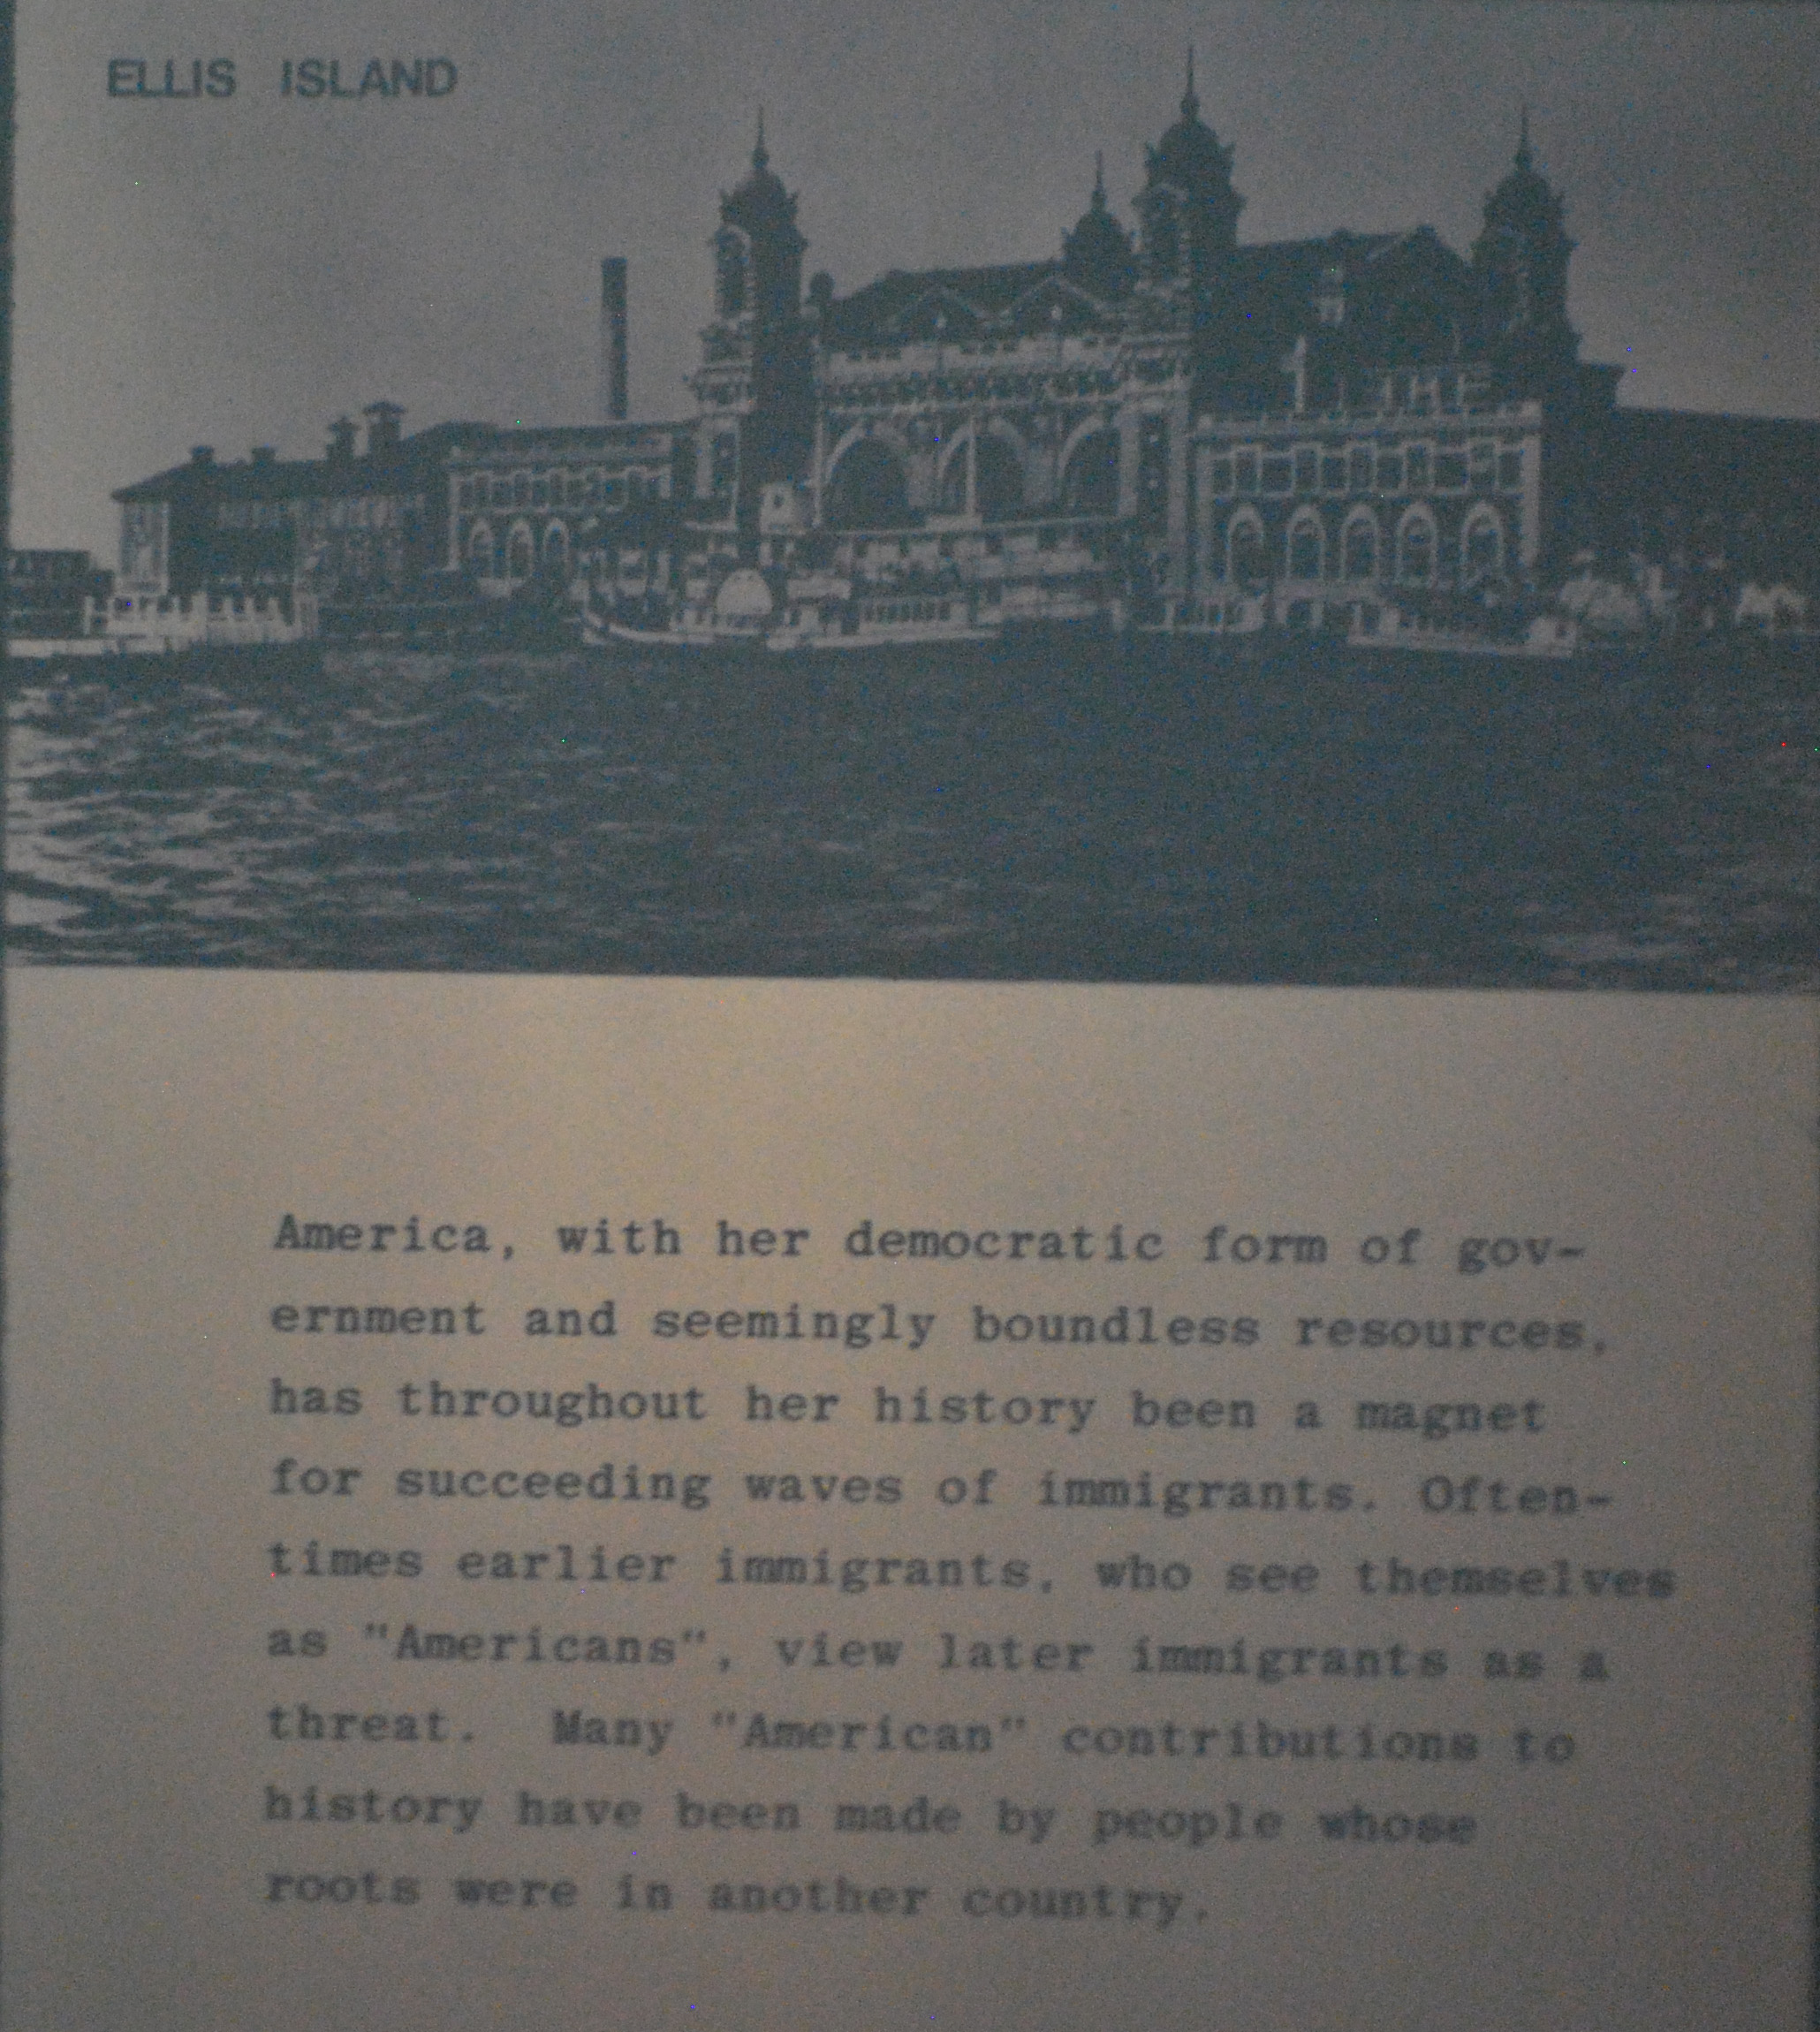 ELLIS ISLAND
America, with her democratic form of gov-
ernment and seemingly boundless resources,
has throughout her history been a magnet
for succeeding waves of immigrants. Often-
times earlier immigrants, who see themselves
as "Americans", view later immigrants as a
threat. Many "American" contributions to
history have been made by people whose
roots were in another country.